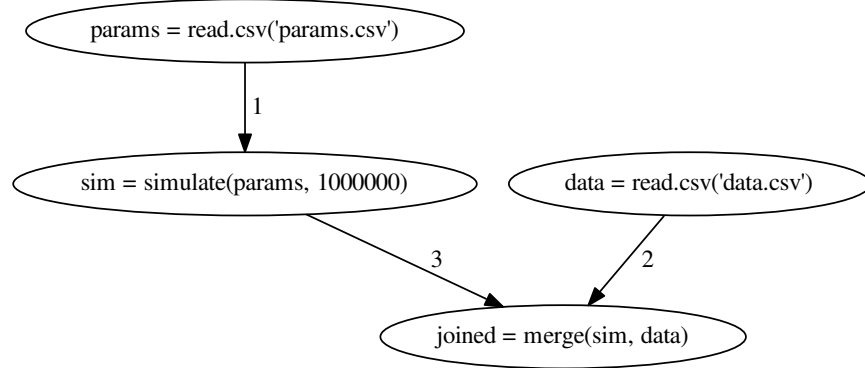 params = read.csv('params.csv')
1
sim = simulate(params, 1000000)
data = read.csv('data.csv')
3
2
joined = merge(sim, data)